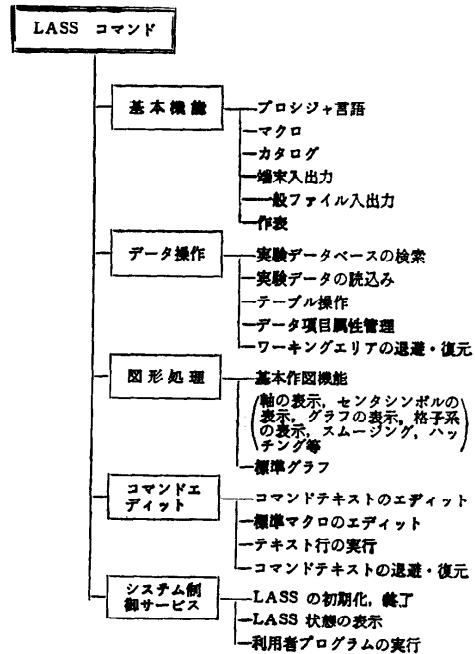 LASS コマンド
基本機能
プロシジャ言語
マクロ
カタログ
端末入出力
一般ファイル入出力
作表
データ操作
実験データベースの検索
実験データの読込み
テーブル操作
データ項目属性管理
ワーキングエリアの退避・復元
図形処理
基本作図機能
(軸の表示, センタシンボルの
表示, グラフの表示, 格子系
の表示, スムージング, ハッ
チング等)
標準グラフ
コマンドエ
ディット
コマンドテキストのエディット
標準マクロのエディット
テキスト行の実行
コマンドテキストの退避・復元
システム制
御サービス
LASS の初期化, 終了
LASS 状態の表示
利用者プログラムの実行